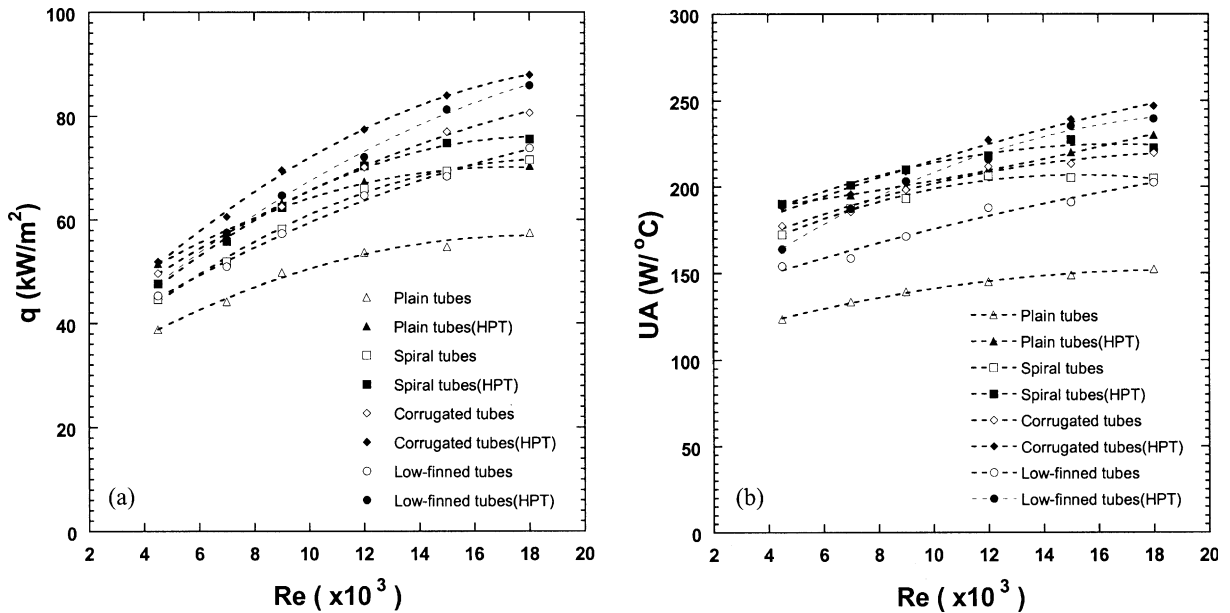 100
80
60
40
20
0
q (kW/m²)
Plain tubes
Plain tubes(HPT)
Spiral tubes
Spiral tubes(HPT)
Corrugated tubes
Corrugated tubes(HPT)
Low-finned tubes
Low-finned tubes(HPT)
(a)
2 4 6 8 10 12 14 16 18 20
Re ( x10³ )
300
250
200
150
100
50
0
UA (W/°C)
Plain tubes
Plain tubes(HPT)
Spiral tubes
Spiral tubes(HPT)
Corrugated tubes
Corrugated tubes(HPT)
Low-finned tubes
Low-finned tubes(HPT)
(b)
2 4 6 8 10 12 14 16 18 20
Re ( x10³ )